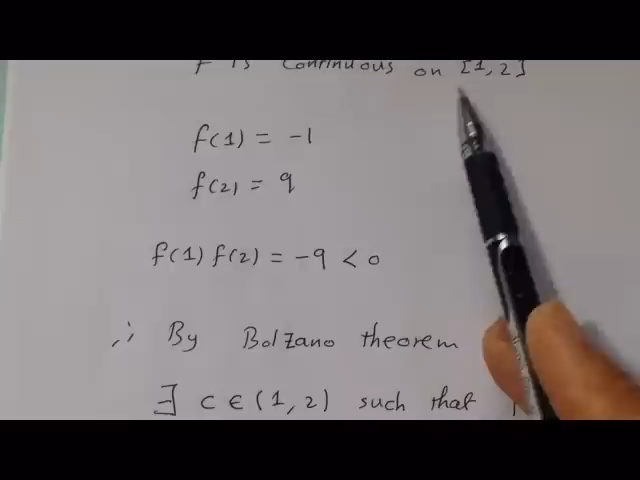 f is continuous on [1,2]
f(1) = -1
f(2) = 9
f(1) f(2) = -9 < 0
∴ By Bolzano theorem
∃ c ∈ (1,2) such that